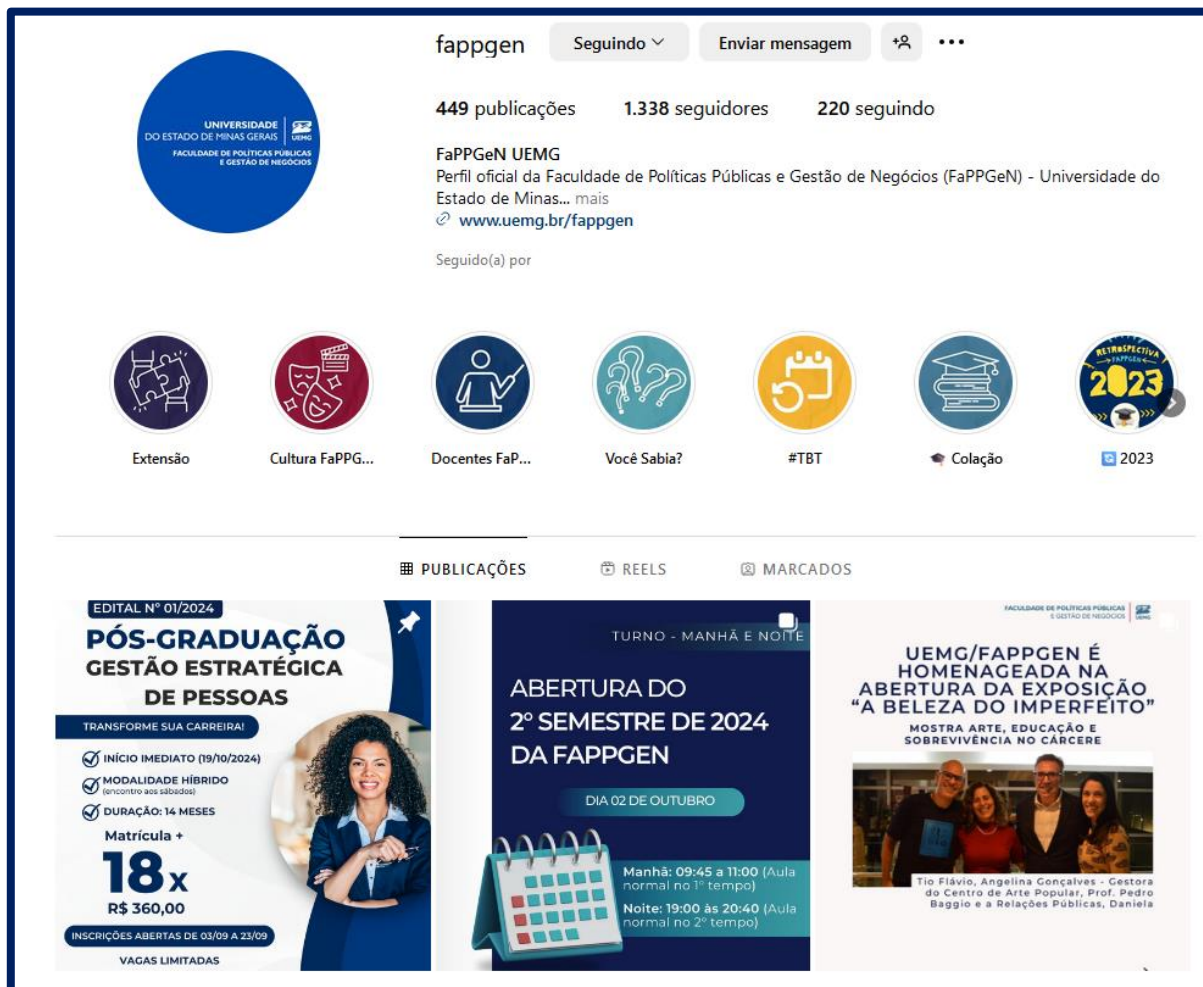 fappgen
Seguindo
Enviar mensagem
449 publicações 1.338 seguidores 220 seguindo
FaPPGeN UEMG
Perfil oficial da Faculdade de Políticas Públicas e Gestão de Negócios (FaPPGeN) - Universidade do
Estado de Minas... mais
www.uemg.br/fappgen
Seguido(a) por
UNIVERSIDADE
DO ESTADO DE MINAS GERAIS
UEMG
FACULDADE DE POLÍTICAS PÚBLICAS
E GESTÃO DE NEGÓCIOS
RETROSPECTIVA
FAPPGEN
2023
Extensão
Cultura FaPPG...
Docentes FaP...
Você Sabia?
#TBT
Colação
2023
PUBLICAÇÕES
REELS
MARCADOS
EDITAL Nº 01/2024
PÓS-GRADUAÇÃO
GESTÃO ESTRATÉGICA
DE PESSOAS
TRANSFORME SUA CARREIRA!
INÍCIO IMEDIATO (19/10/2024)
MODALIDADE HÍBRIDO
(encontro aos sábados)
DURAÇÃO: 14 MESES
Matrícula +
18x
R$ 360,00
INSCRIÇÕES ABERTAS DE 03/09 A 23/09
VAGAS LIMITADAS
TURNO - MANHÃ E NOITE
ABERTURA DO
2º SEMESTRE DE 2024
DA FAPPGEN
DIA 02 DE OUTUBRO
Manhã: 09:45 a 11:00 (Aula
normal no 1º tempo)
Noite: 19:00 às 20:40 (Aula
normal no 2º tempo)
FACULDADE DE POLÍTICAS PÚBLICAS
E GESTÃO DE NEGÓCIOS
UEMG
UEMG/FAPPGEN É
HOMENAGEADA NA
ABERTURA DA EXPOSIÇÃO
“A BELEZA DO IMPERFEITO”
MOSTRA ARTE, EDUCAÇÃO E
SOBREVIVÊNCIA NO CÁRCERE
Tio Flávio, Angelina Gonçalves - Gestora
do Centro de Arte Popular, Prof. Pedro
Baggio e a Relações Públicas, Daniela